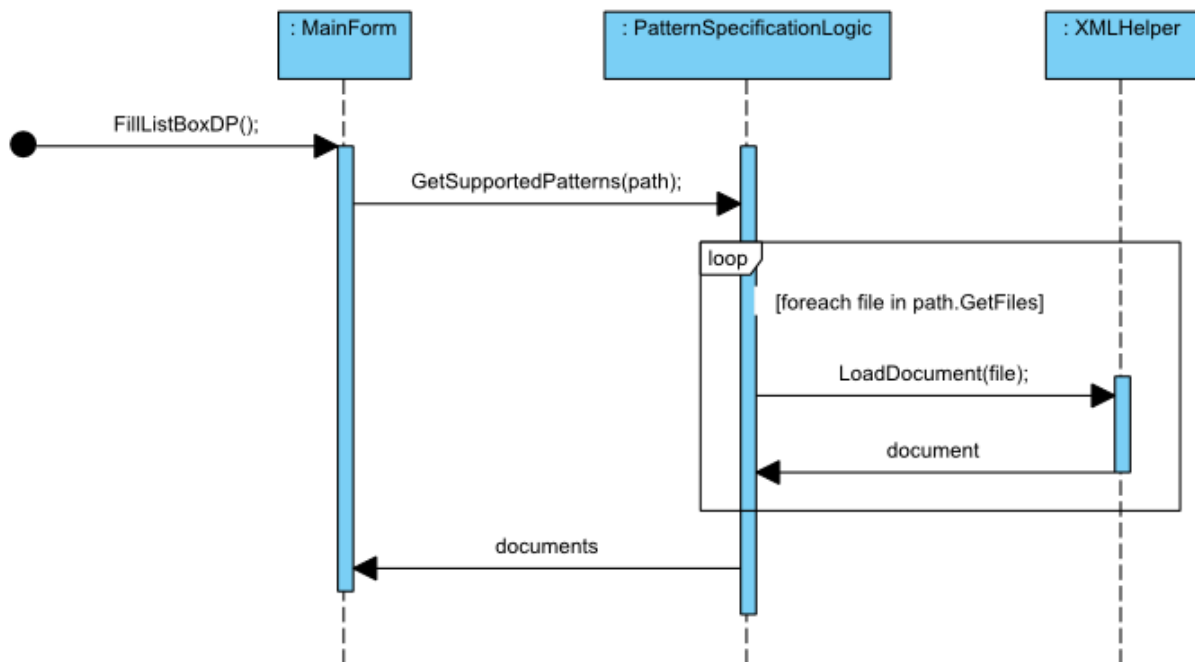 : MainForm
: PatternSpecificationLogic
: XMLHelper
FillListBoxDP();
GetSupportedPatterns(path);
loop
[foreach file in path.GetFiles]
LoadDocument(file);
document
documents